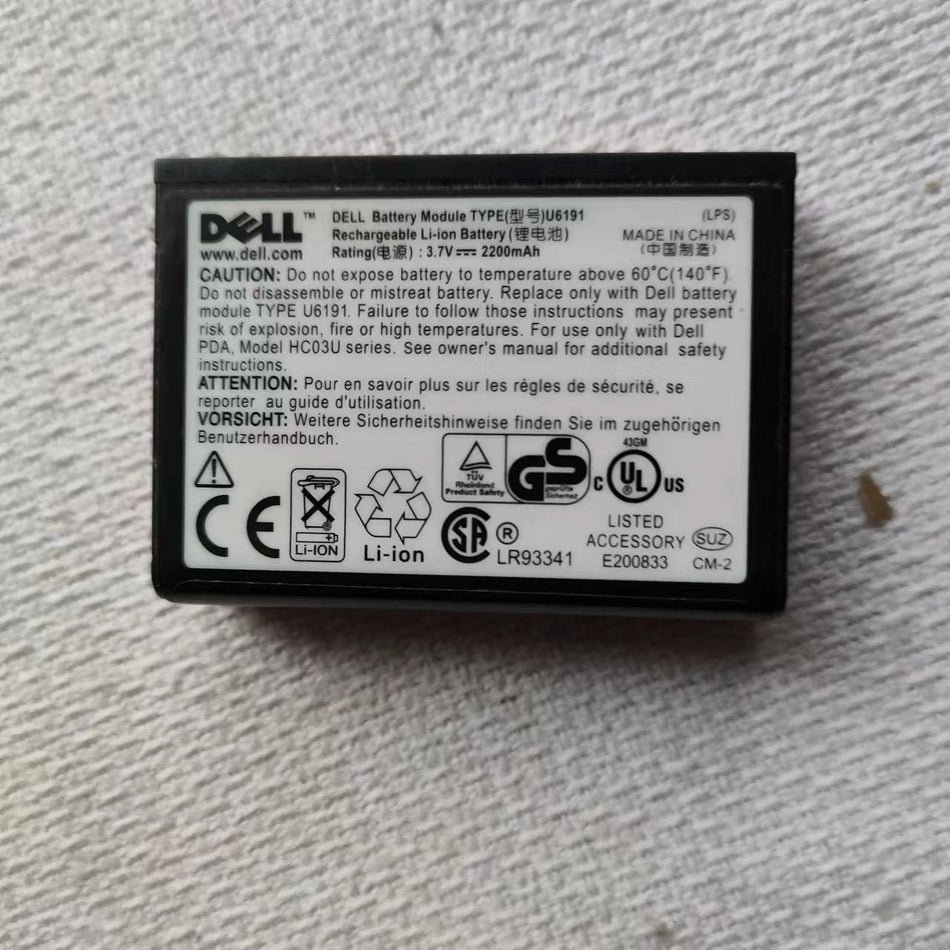 DELL™
www.dell.com
DELL Battery Module TYPE(型号)U6191
Rechargeable Li-ion Battery(锂电池)
Rating(电源) : 3.7V⎓ 2200mAh
(LPS)
MADE IN CHINA
(中国制造)
CAUTION: Do not expose battery to temperature above 60°C(140°F).
Do not disassemble or mistreat battery. Replace only with Dell battery
module TYPE U6191. Failure to follow those instructions may present
risk of explosion, fire or high temperatures. For use only with Dell
PDA, Model HC03U series. See owner's manual for additional safety
instructions.
ATTENTION: Pour en savoir plus sur les régles de sécurité, se
reporter au guide d'utilisation.
VORSICHT: Weitere Sicherheitshinweise finden Sie im zugehörigen
Benutzerhandbuch.
CE
Li-ION
Li-ion
TÜV
Rheinland
Product Safety
GS
geprüfte
Sicherheit
SA ®
LR93341
43GM
C UL US
LISTED
ACCESSORY
E200833
SUZ
CM-2